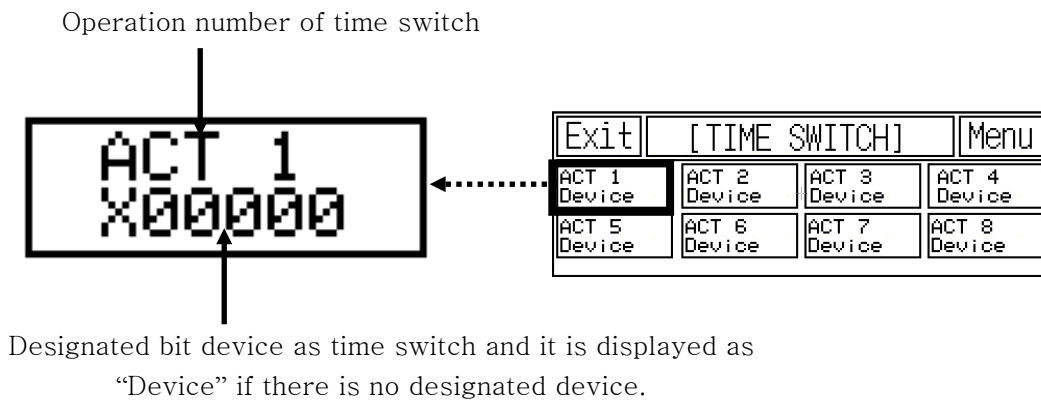 Operation number of time switch
ACT 1
X00000
Exit [TIME SWITCH] Menu
ACT 1 ACT 2 ACT 3 ACT 4
Device Device Device Device
ACT 5 ACT 6 ACT 7 ACT 8
Device Device Device Device
Designated bit device as time switch and it is displayed as
“Device” if there is no designated device.